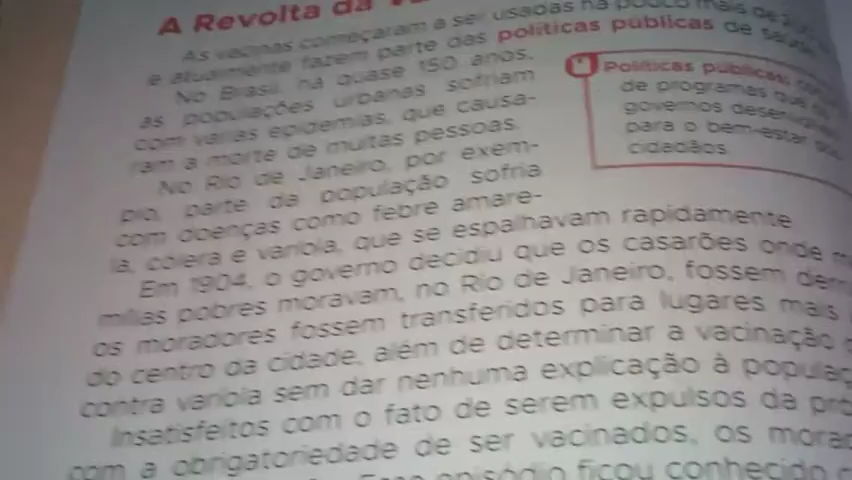 A Revolta da
As vacinas começaram a ser usadas há pouco mais de
e atualmente fazem parte das políticas públicas de saúde
No Brasil, há quase 150 anos,
as populações urbanas sofriam
com várias epidemias, que causa-
ram a morte de muitas pessoas.
No Rio de Janeiro, por exem-
plo, parte da população sofria
com doenças como febre amare-
la, cólera e varíola, que se espalhavam rapidamente.
Políticas públicas:
de programas que os
governos desenvolvem
para o bem-estar dos
cidadãos.
Em 1904, o governo decidiu que os casarões onde
mílias pobres moravam, no Rio de Janeiro, fossem
os moradores fossem transferidos para lugares mais
do centro da cidade, além de determinar a vacinação
contra varíola sem dar nenhuma explicação à
Insatisfeitos com o fato de serem expulsos da
com a obrigatoriedade de ser vacinados, os
episódio ficou conhecido